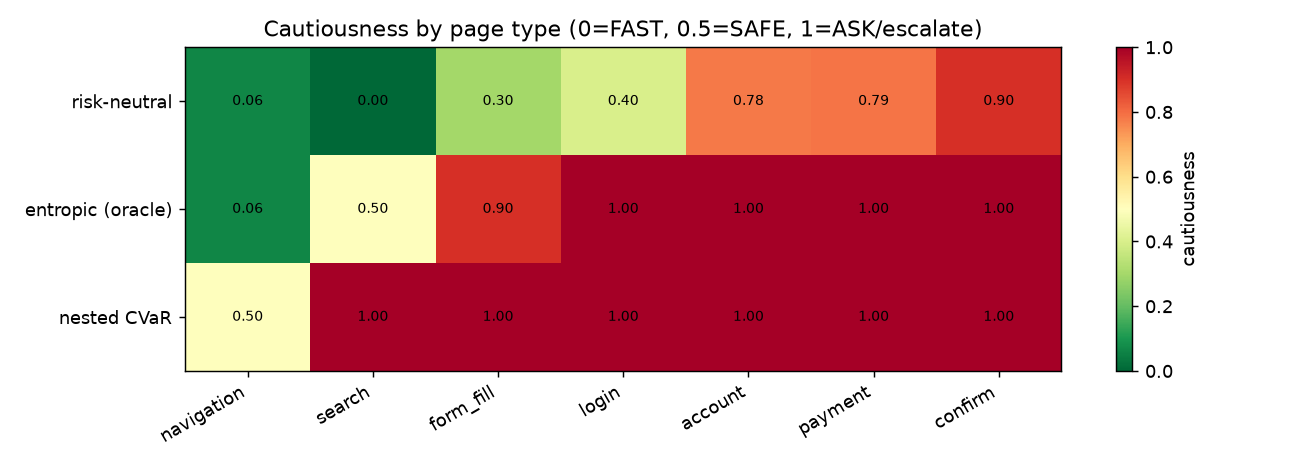 Cautiousness by page type (0=FAST, 0.5=SAFE, 1=ASK/escalate)
risk-neutral 0.06 0.00 0.30 0.40 0.78 0.79 0.90
entropic (oracle) 0.06 0.50 0.90 1.00 1.00 1.00 1.00
nested CVaR 0.50 1.00 1.00 1.00 1.00 1.00 1.00
navigation search form_fill login account payment confirm
1.0
0.8
0.6
0.4
0.2
0.0
cautiousness